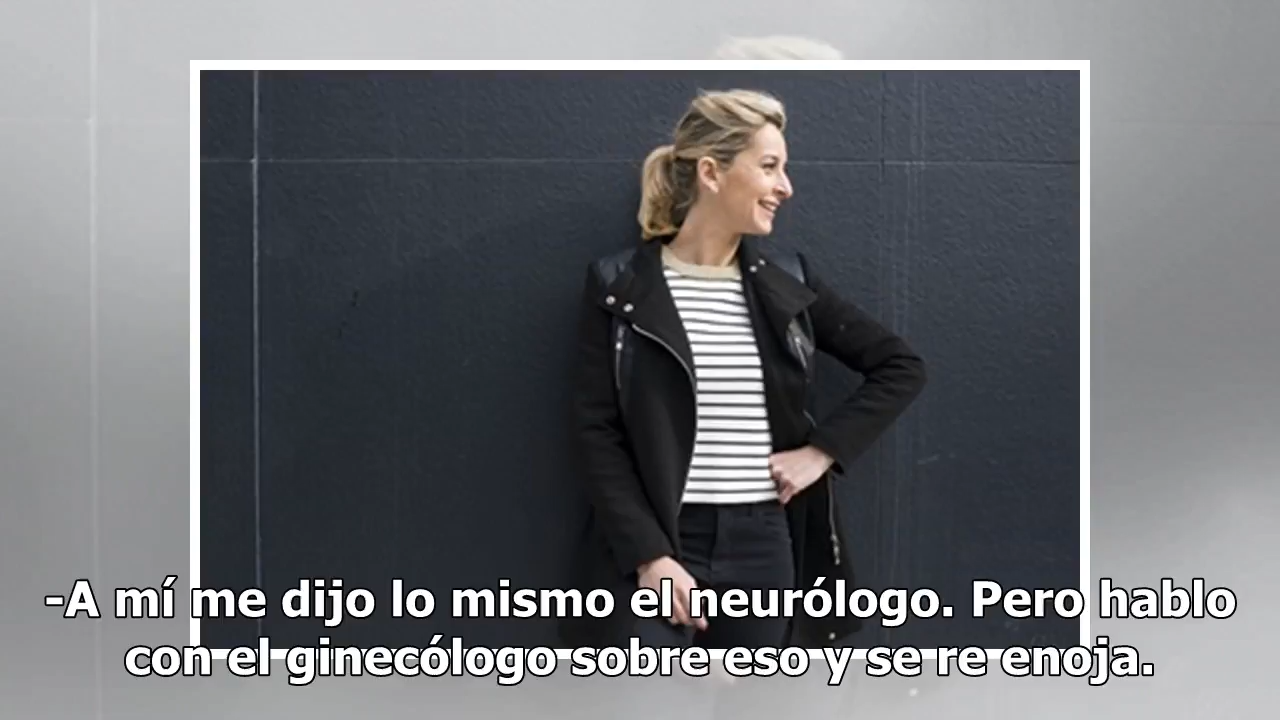 -A mí me dijo lo mismo el neurólogo. Pero hablo
con el ginecólogo sobre eso y se re enoja.